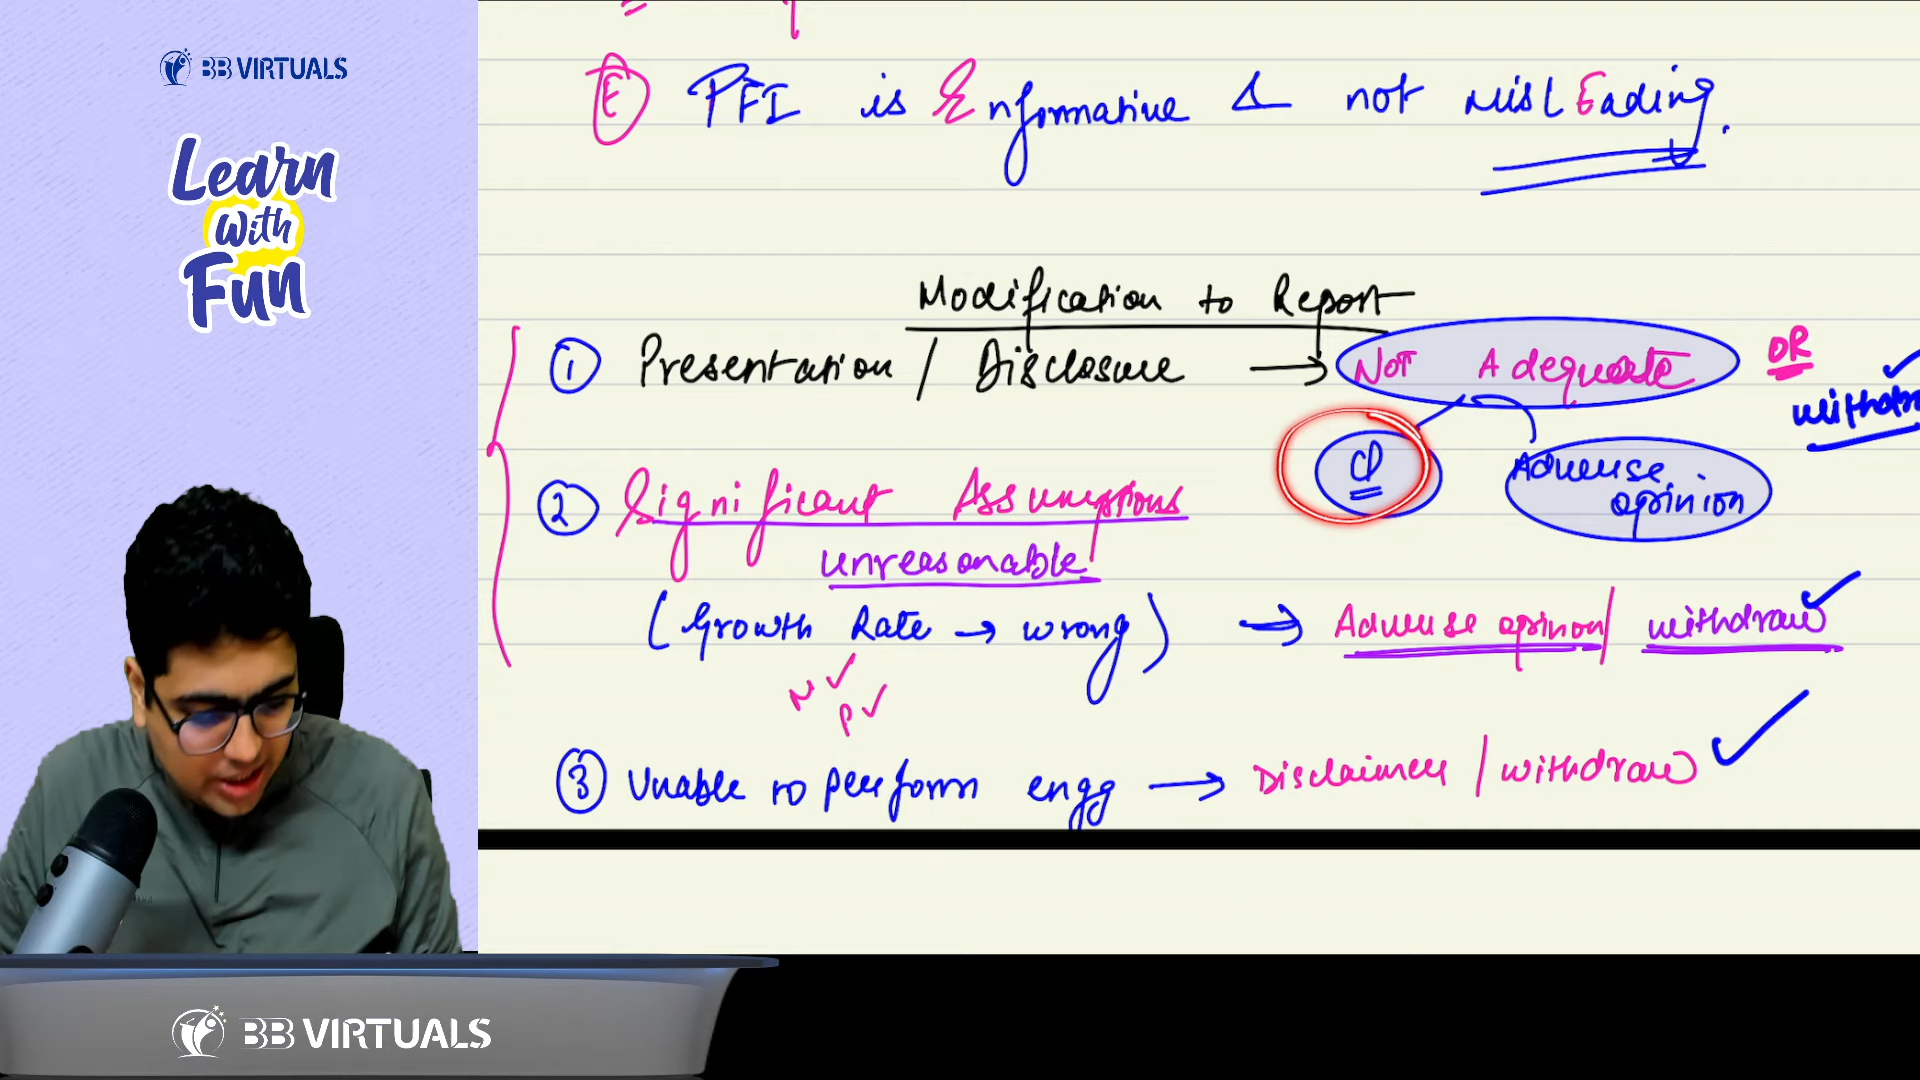 BB VIRTUALS
Learn
with
Fun
E PFI is Informative & not misLEading.
Modification to Report
1 Presentation / Disclosure → Not Adequate OR
withdra
Adverse
opinion
2 Significant Assumptions
unreasonable
(Growth Rate → wrong) → Adverse opinion / withdraw
N ✓
P ✓
3 Unable to perform engg → Disclaimer / withdraw ✓
BB VIRTUALS